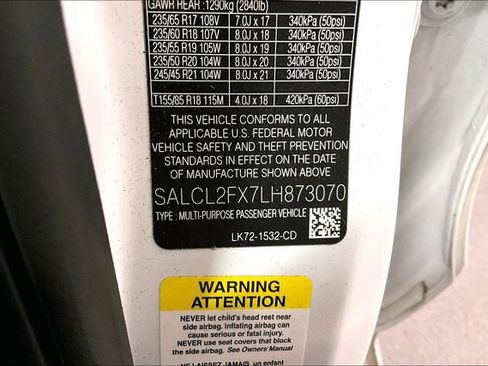 GAWR REAR :1290kg (2840lb)
235/65 R17 108V 7.0J x 17 340kPa (50psi)
235/60 R18 107V 8.0J x 18 340kPa (50psi)
235/55 R19 105W 8.0J x 19 340kPa (50psi)
235/50 R20 104W 8.0J x 20 340kPa (50psi)
245/45 R21 104W 8.0J x 21 340kPa (50psi)
T155/85 R18 115M 4.0J x 18 420kPa (60psi)
THIS VEHICLE CONFORMS TO ALL
APPLICABLE U.S. FEDERAL MOTOR
VEHICLE SAFETY AND THEFT PREVENTION
STANDARDS IN EFFECT ON THE DATE
OF MANUFACTURE SHOWN ABOVE
SALCL2FX7LH873070
TYPE : MULTI-PURPOSE PASSENGER VEHICLE
LK72-1532-CD
WARNING
ATTENTION
NEVER let child's head rest near
side airbag. inflating airbag can
cause serious or fatal injury.
NEVER use seat covers that block
the side airbag. See Owners' Manual
NE LAISSEZ JAMAIS un enfant